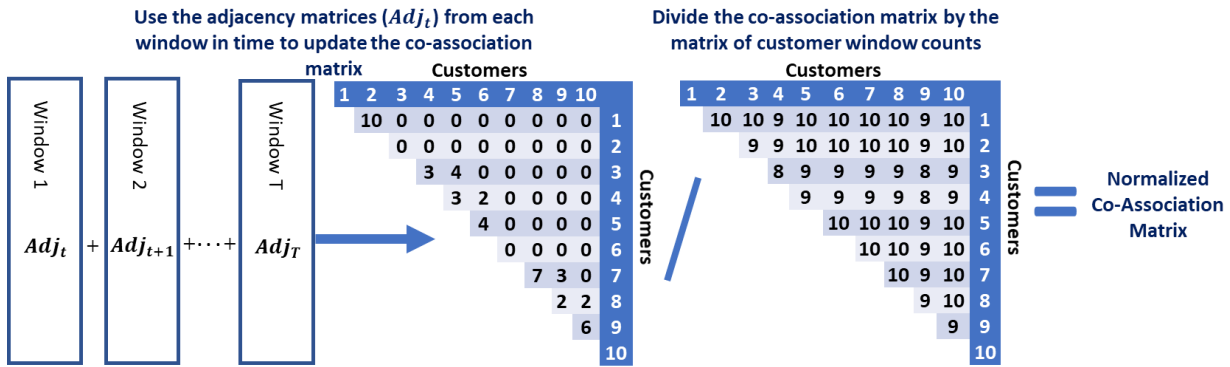 Use the adjacency matrices (Adj_t) from each
window in time to update the co-association
matrix
Divide the co-association matrix by the
matrix of customer window counts
Window 1
Adj_t
+
Window 2
Adj_{t+1}
+⋯+
Window T
Adj_T
Customers
1 2 3 4 5 6 7 8 9 10
10 0 0 0 0 0 0 0 0 1
0 0 0 0 0 0 0 0 2
3 4 0 0 0 0 0 3
3 2 0 0 0 0 4
4 0 0 0 0 5
0 0 0 0 6
7 3 0 7
2 2 8
6 9
10
Customers
Customers
1 2 3 4 5 6 7 8 9 10
10 10 9 10 10 10 10 9 10 1
9 9 10 10 10 10 9 10 2
8 9 9 9 9 8 9 3
9 9 9 9 8 9 4
10 10 10 9 10 5
10 10 9 10 6
10 9 10 7
9 10 8
9 9
10
Customers
=
Normalized
Co-Association
Matrix